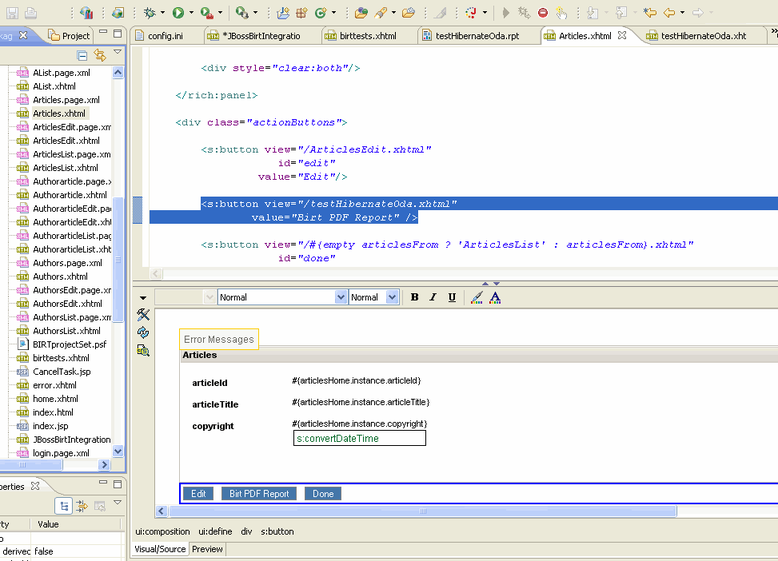 kag
Project
config.ini
*JBossBirtIntegratio
birttests.xhtml
testHibernateOda.rpt
Articles.xhtml
testHibernateOda.xht
AList.page.xml
AList.xhtml
Articles.page.xml
Articles.xhtml
ArticlesEdit.page.xm
ArticlesEdit.xhtml
ArticlesList.page.xm
ArticlesList.xhtml
Authorarticle.page.x
Authorarticle.xhtml
AuthorarticleEdit.pa
AuthorarticleEdit.xh
AuthorarticleList.pag
AuthorarticleList.xht
Authors.page.xml
Authors.xhtml
AuthorsEdit.page.xm
AuthorsEdit.xhtml
AuthorsList.page.xm
AuthorsList.xhtml
BIRTprojectSet.psf
birttests.xhtml
CancelTask.jsp
error.xhtml
home.xhtml
index.html
index.jsp
JBossBirtIntegration
login.page.xml
<div style="clear:both"/>
</rich:panel>
<div class="actionButtons">
<s:button view="/ArticlesEdit.xhtml"
id="edit"
value="Edit"/>
<s:button view="/testHibernateOda.xhtml"
value="Birt PDF Report" />
<s:button view="/#{empty articlesFrom ? 'ArticlesList' : articlesFrom}.xhtml"
id="done"
Normal
Normal
B I U A
Error Messages
Articles
articleId #{articlesHome.instance.articleId}
articleTitle #{articlesHome.instance.articleTitle}
copyright #{articlesHome.instance.copyright}
s:convertDateTime
Edit
Birt PDF Report
Done
ui:composition ui:define div s:button
Visual/Source Preview
perties
rty Value
o
derived false